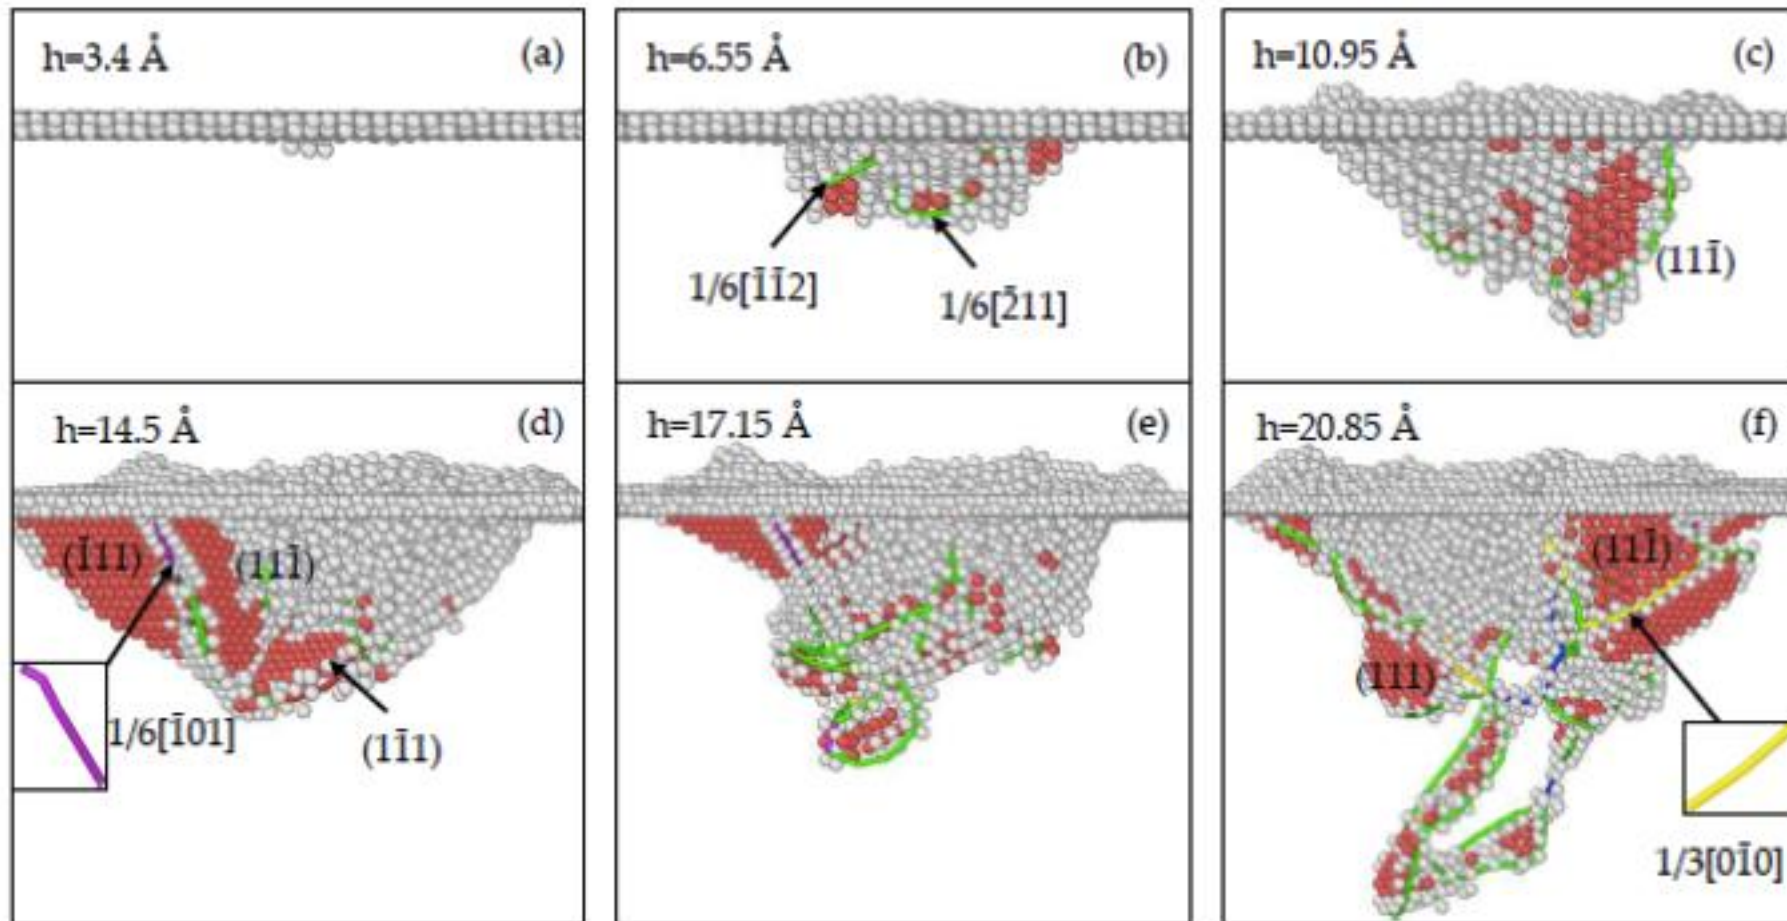 h=3.4 Å (a)
h=6.55 Å (b)
1/6[1̄1̄2]
1/6[2̄11]
h=10.95 Å (c)
(111̄)
h=14.5 Å (d)
(1̄11)
(111̄)
1/6[1̄01]
(11̄1)
h=17.15 Å (e)
h=20.85 Å (f)
(111̄)
(111)
1/3[01̄0]